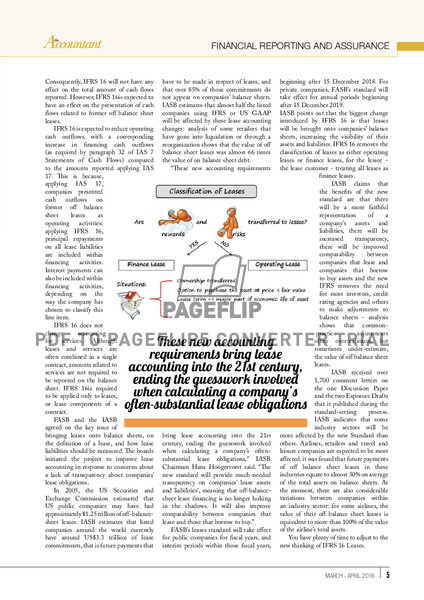 the
Accountant
FINANCIAL REPORTING AND ASSURANCE
Consequently, IFRS 16 will not have any
effect on the total amount of cash flows
reported. However, IFRS 16is expected to
have an effect on the presentation of cash
flows related to former off balance sheet
leases.
IFRS 16 is expected to reduce operating
cash outflows, with a corresponding
increase in financing cash outflows
(as required by paragraph 32 of IAS 7
Statements of Cash Flows) compared
to the amounts reported applying IAS
17. This is because,
applying IAS 17,
companies presented
cash outflows on
former off balance
sheet leases as
operating activities;
applying IFRS 16,
principal repayments
on all lease liabilities
are included within
financing activities.
Interest payments can
also be included within
financing activities,
depending on the
way the company has
chosen to classify this
line item.
IFRS 16 does not
change the accounting
for services. Although
leases and services are
often combined in a single
contract, amounts related to
services are not required to
be reported on the balance
sheet. IFRS 16is required
to be applied only to leases,
or lease components of a
contract.
FASB and the IASB
agreed on the key issue of
bringing leases onto balance sheets, on
the definition of a lease, and how lease
liabilities should be measured. The boards
initiated the project to improve lease
accounting in response to concerns about
a lack of transparency about companies'
lease obligations.
In 2005, the US Securities and
Exchange Commission estimated that
US public companies may have had
approximately $1.25 trillion of off-balance-
sheet leases. IASB estimates that listed
companies around the world currently
have around US$3.3 trillion of lease
commitments, that is future payments that
have to be made in respect of leases, and
that over 85% of those commitments do
not appear on companies' balance sheets.
IASB estimates that almost half the listed
companies using IFRS or US GAAP
will be affected by these lease accounting
changes: analysis of some retailers that
have gone into liquidation or through a
reorganization shows that the value of off
balance sheet leases was almost 66 times
the value of on balance sheet debt.
"These new accounting requirements
Classification of Leases
Are rewards and risks transferred to lessee?
YES
NO
Finance Lease
Operating Lease
Situations:
Ownership transferred
Option to purchase the asset at price < fair value
Lease term => major part of economic life of asset
These new accounting
requirements bring lease
accounting into the 21st century,
ending the guesswork involved
when calculating a company's
often-substantial lease obligations
bring lease accounting into the 21st
century, ending the guesswork involved
when calculating a company's often-
substantial lease obligations," IASB
Chairman Hans Hoogervorst said. "The
new standard will provide much-needed
transparency on companies' lease assets
and liabilities, meaning that off-balance-
sheet lease financing is no longer lurking
in the shadows. It will also improve
comparability between companies that
lease and those that borrow to buy."
FASB's leases standard will take effect
for public companies for fiscal years, and
interim periods within those fiscal years,
beginning after 15 December 2018. For
private companies, FASB's standard will
take effect for annual periods beginning
after 15 December 2019.
IASB points out that the biggest change
introduced by IFRS 16 is that leases
will be brought onto companies' balance
sheets, increasing the visibility of their
assets and liabilities. IFRS 16 removes the
classification of leases as either operating
leases or finance leases, for the lessee –
the lease customer – treating all leases as
finance leases.
IASB claims that
the benefits of the new
standard are that there
will be a more faithful
representation of a
company's assets and
liabilities, there will be
increased transparency,
there will be improved
comparability between
companies that lease and
companies that borrow
to buy assets and the new
IFRS removes the need
for most investors, credit
rating agencies and others
to make adjustments to
balance sheets – analysis
shows that common-
practice adjustments
often over-estimate, or
sometimes under-estimate,
the value of off balance sheet
leases.
IASB received over
1,700 comment letters on
the one Discussion Paper
and the two Exposure Drafts
that it published during the
standard-setting process.
IASB indicates that some
industry sectors will be
more affected by the new Standard than
others. Airlines, retailers and travel and
leisure companies are expected to be most
affected: it was found that future payments
of off balance sheet leases in these
industries equate to almost 30% on average
of the total assets on balance sheets. At
the moment, there are also considerable
variations between companies within
an industry sector: for some airlines, the
value of their off balance sheet leases is
equivalent to more than 100% of the value
of the airline's total assets.
You have plenty of time to adjust to the
new thinking of IFRS 16 Leases.
PAGEFLIP
MARCH - APRIL 2016 5